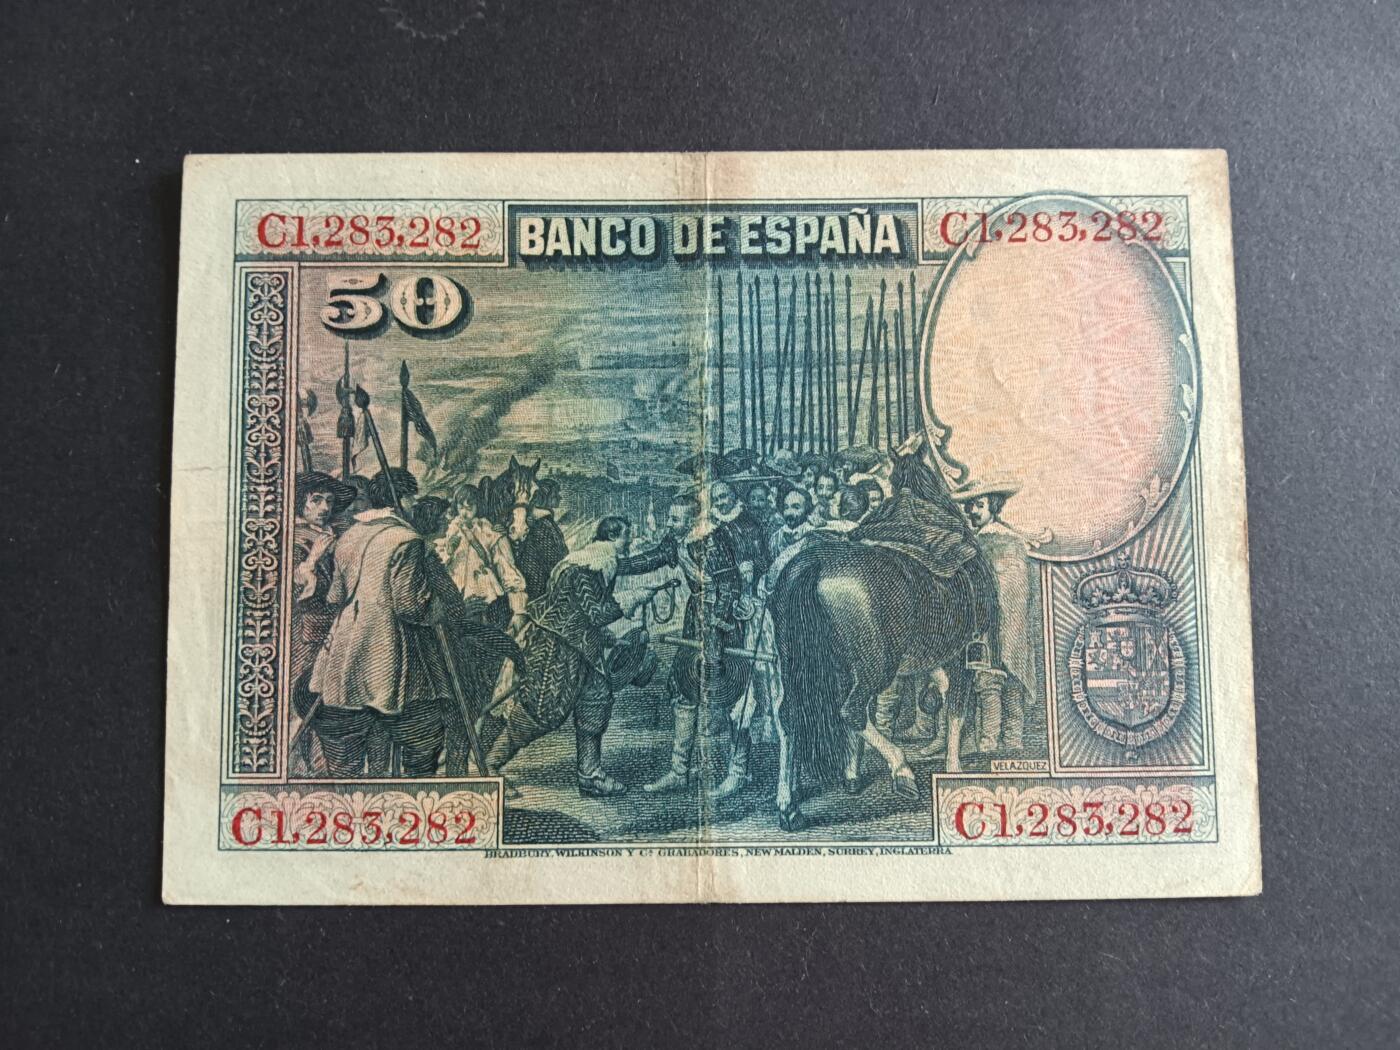 C1,283,282 BANCO DE ESPAÑA C1,283,282
50
VELAZQUEZ
C1,283,282 C1,283,282
BRADBURY, WILKINSON Y Cª GRABADORES, NEW MALDEN, SURREY, INGLATERRA